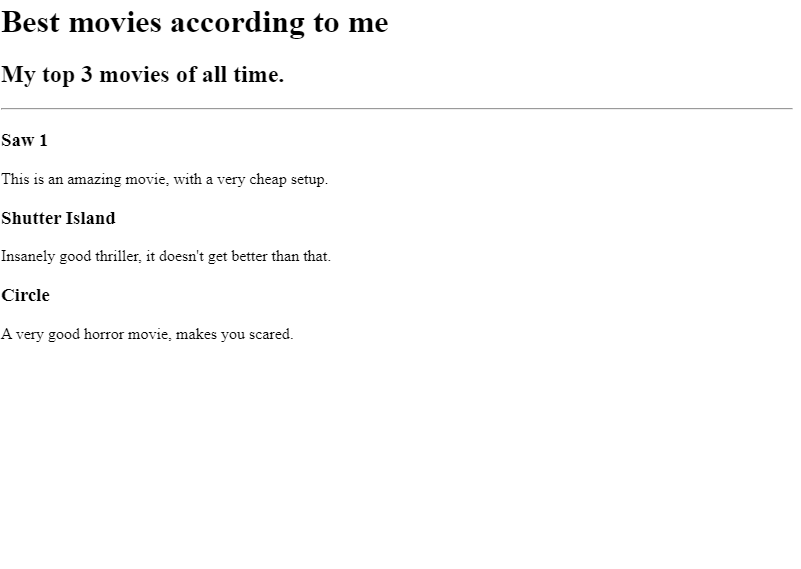 Best movies according to me
My top 3 movies of all time.
Saw 1
This is an amazing movie, with a very cheap setup.
Shutter Island
Insanely good thriller, it doesn't get better than that.
Circle
A very good horror movie, makes you scared.